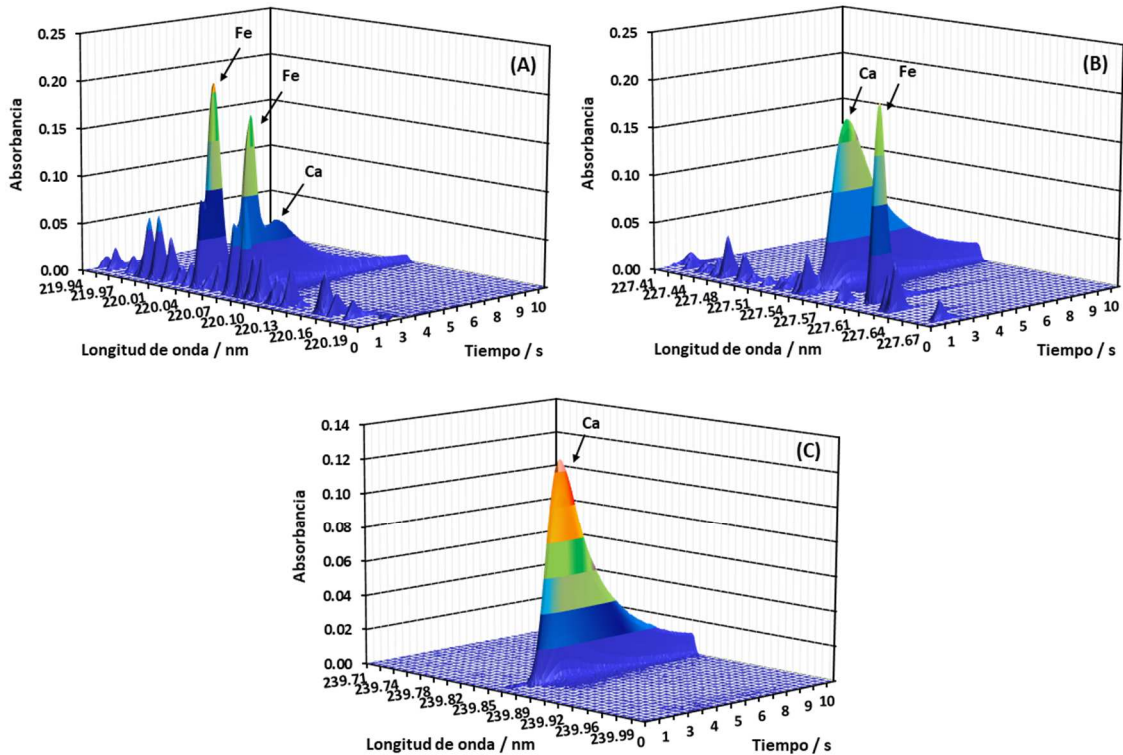 (A)
Absorbancia
0.25
0.20
0.15
0.10
0.05
0.00
Fe
Fe
Ca
219.94
219.97
220.01
220.04
220.07
220.10
220.13
220.16
220.19
Longitud de onda / nm
0 1 3 4 5 6 8 9 10
Tiempo / s
(B)
Absorbancia
0.25
0.20
0.15
0.10
0.05
0.00
Ca
Fe
227.41
227.44
227.48
227.51
227.54
227.57
227.61
227.64
227.67
Longitud de onda / nm
0 1 3 4 5 6 8 9 10
Tiempo / s
(C)
Absorbancia
0.14
0.12
0.10
0.08
0.06
0.04
0.02
0.00
Ca
239.71
239.74
239.78
239.82
239.85
239.89
239.92
239.96
239.99
Longitud de onda / nm
0 1 3 4 5 6 8 9 10
Tiempo / s